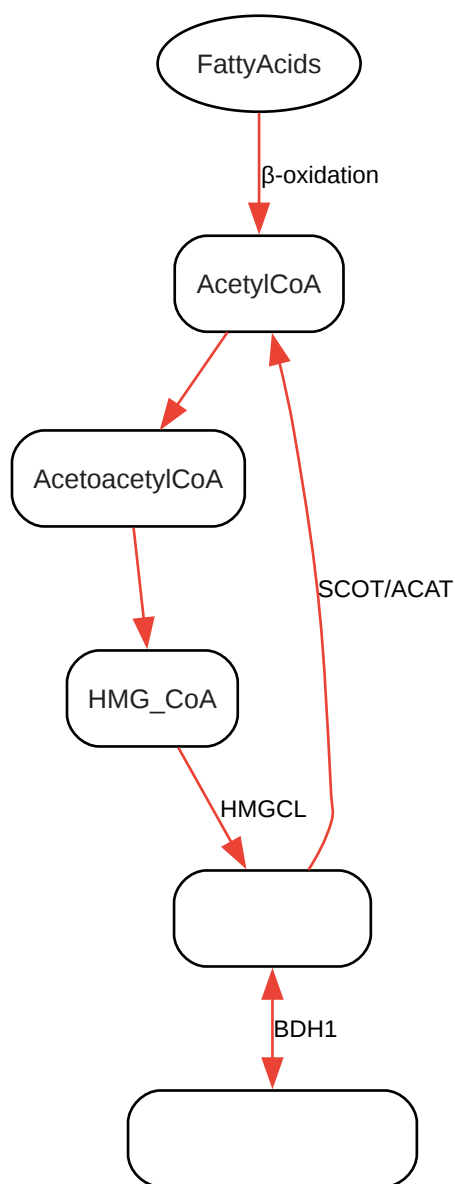 FattyAcids
β-oxidation
AcetylCoA
AcetoacetylCoA
SCOT/ACAT
HMG_CoA
HMGCL
BDH1